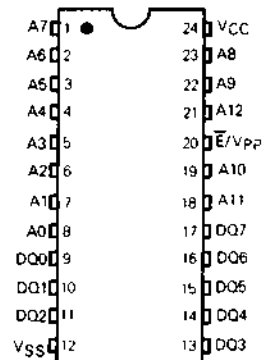 A7 1 24 VCC
A6 2 23 A8
A5 3 22 A9
A4 4 21 A12
A3 5 20 E/VPP
A2 6 19 A10
A1 7 18 A11
A0 8 17 DQ7
DQ0 9 16 DQ6
DQ1 10 15 DQ5
DQ2 11 14 DQ4
VSS 12 13 DQ3